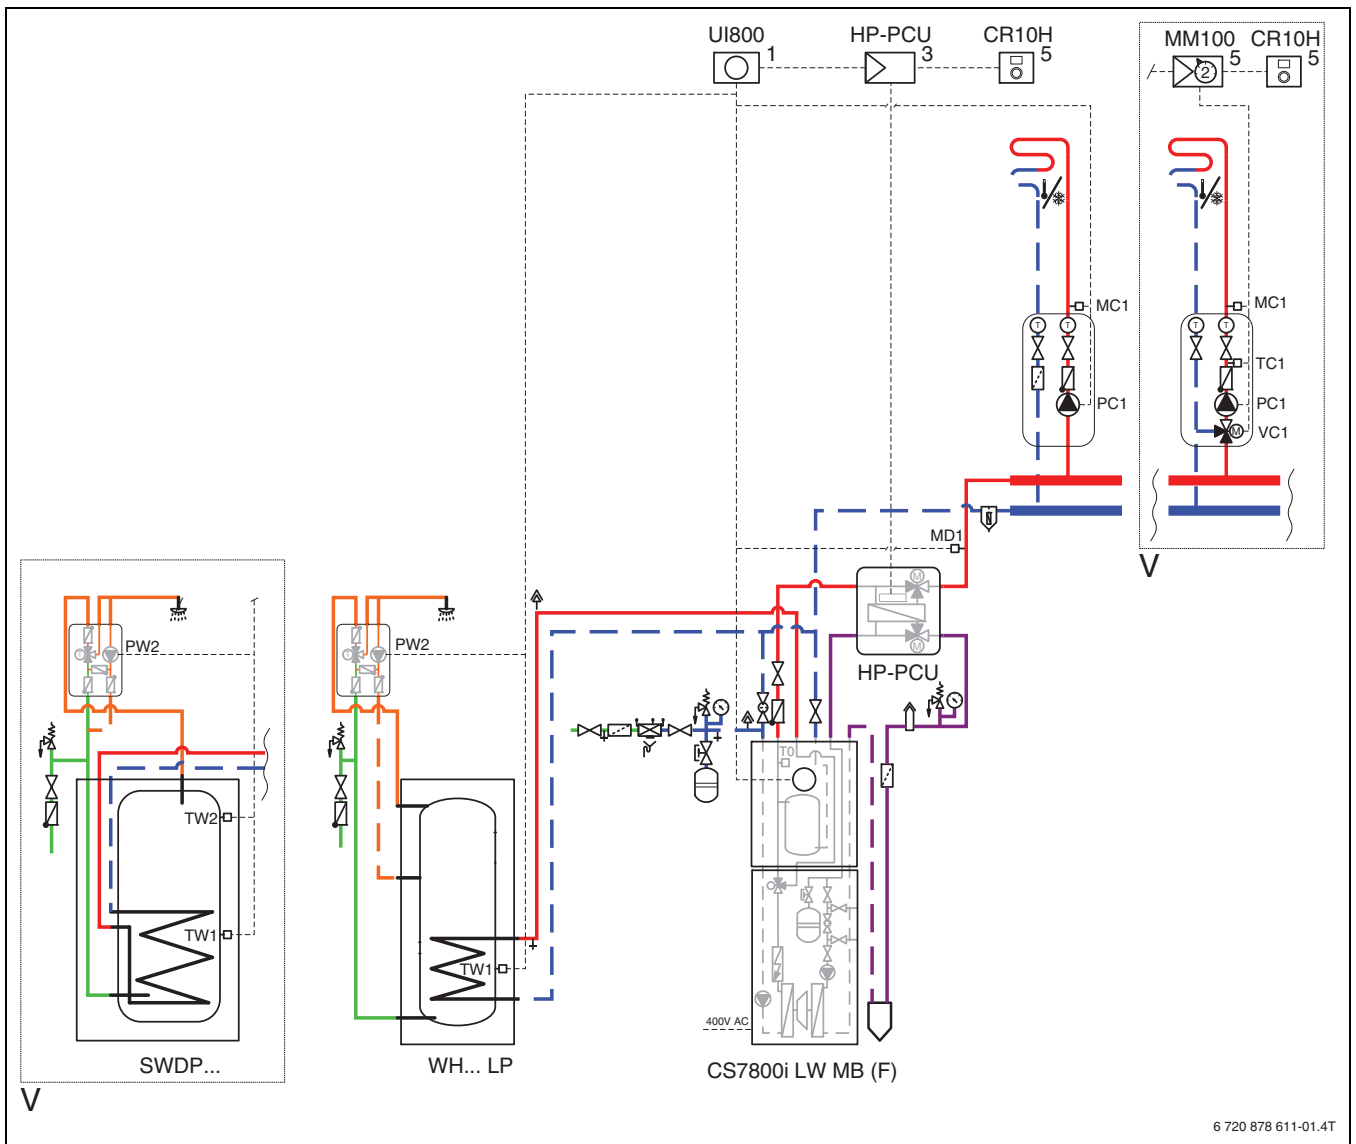 UI800
1
HP-PCU
3
CR10H
5
MM100
5
CR10H
5
2
MC1
MC1
T
T
T
T
TC1
PC1
PC1
M
VC1
MD1
V
M
M
HP-PCU
PW2
T
PW2
T
T0
TW2
TW1
TW1
400V AC
SWDP...
WH... LP
CS7800i LW MB (F)
V
6 720 878 611-01.4T